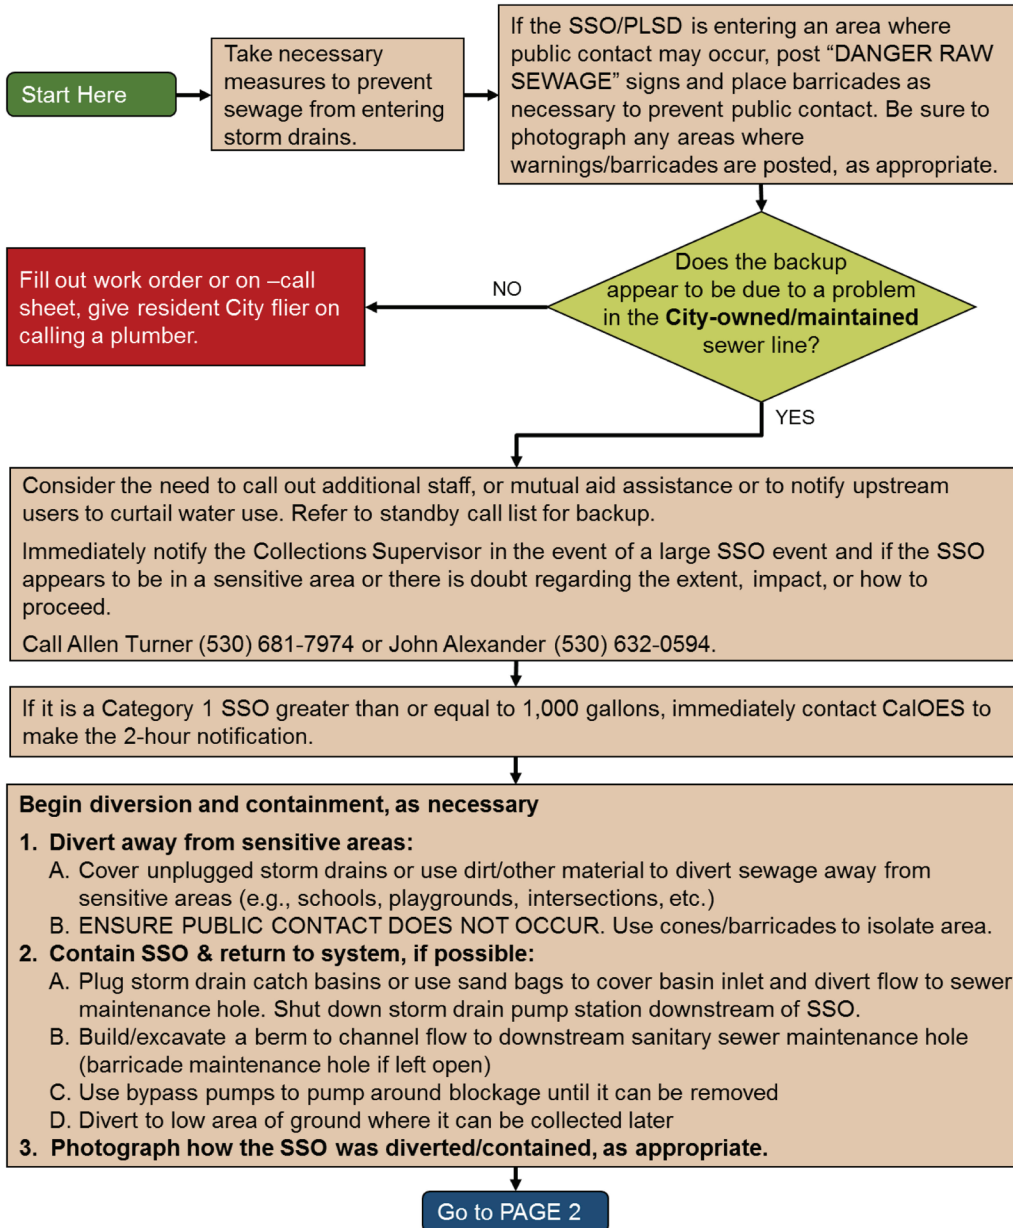 Start Here
Take necessary
measures to prevent
sewage from entering
storm drains.
If the SSO/PLSD is entering an area where
public contact may occur, post “DANGER RAW
SEWAGE” signs and place barricades as
necessary to prevent public contact. Be sure to
photograph any areas where
warnings/barricades are posted, as appropriate.
Does the backup
appear to be due to a problem
in the City-owned/maintained
sewer line?
NO
Fill out work order or on –call
sheet, give resident City flier on
calling a plumber.
YES
Consider the need to call out additional staff, or mutual aid assistance or to notify upstream
users to curtail water use. Refer to standby call list for backup.
Immediately notify the Collections Supervisor in the event of a large SSO event and if the SSO
appears to be in a sensitive area or there is doubt regarding the extent, impact, or how to
proceed.
Call Allen Turner (530) 681-7974 or John Alexander (530) 632-0594.
If it is a Category 1 SSO greater than or equal to 1,000 gallons, immediately contact CalOES to
make the 2-hour notification.
Begin diversion and containment, as necessary
1. Divert away from sensitive areas:
A. Cover unplugged storm drains or use dirt/other material to divert sewage away from
sensitive areas (e.g., schools, playgrounds, intersections, etc.)
B. ENSURE PUBLIC CONTACT DOES NOT OCCUR. Use cones/barricades to isolate area.
2. Contain SSO & return to system, if possible:
A. Plug storm drain catch basins or use sand bags to cover basin inlet and divert flow to sewer
maintenance hole. Shut down storm drain pump station downstream of SSO.
B. Build/excavate a berm to channel flow to downstream sanitary sewer maintenance hole
(barricade maintenance hole if left open)
C. Use bypass pumps to pump around blockage until it can be removed
D. Divert to low area of ground where it can be collected later
3. Photograph how the SSO was diverted/contained, as appropriate.
Go to PAGE 2